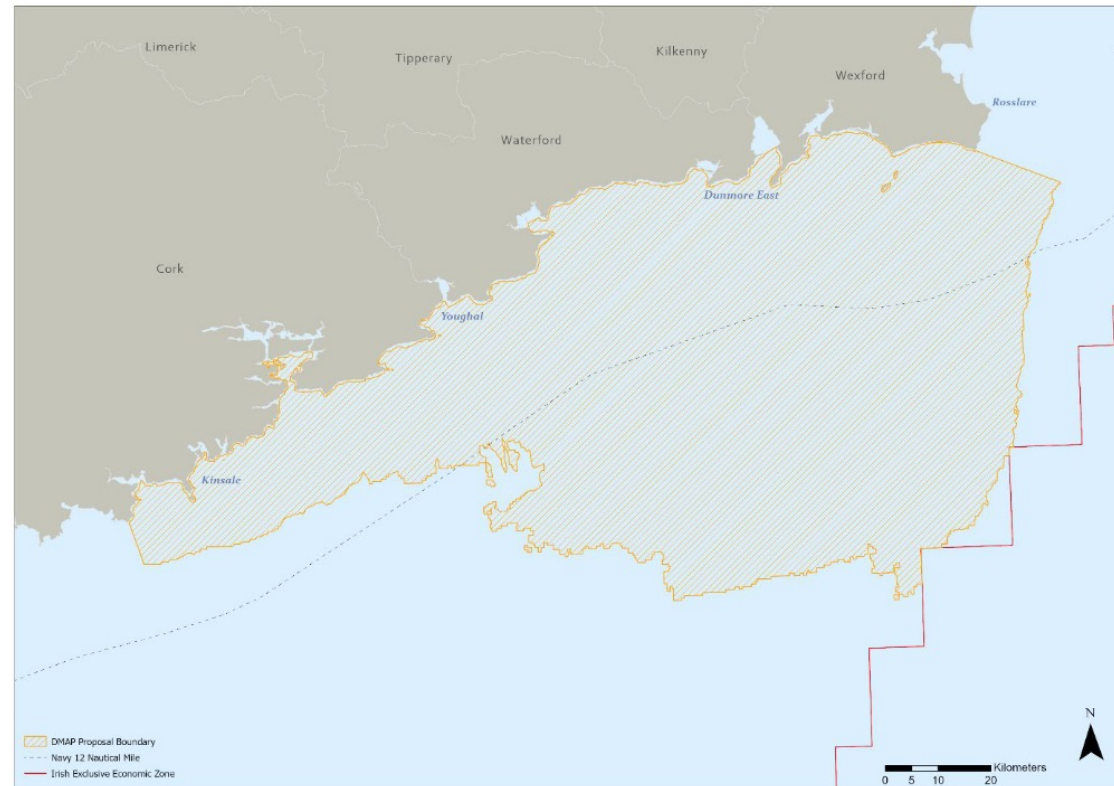 Limerick
Tipperary
Kilkenny
Wexford
Rosslare
Waterford
Dunmore East
Cork
Youghal
Kinsale
DMAP Proposal Boundary
Navy 12 Nautical Mile
Irish Exclusive Economic Zone
N
Kilometers
0 5 10 20